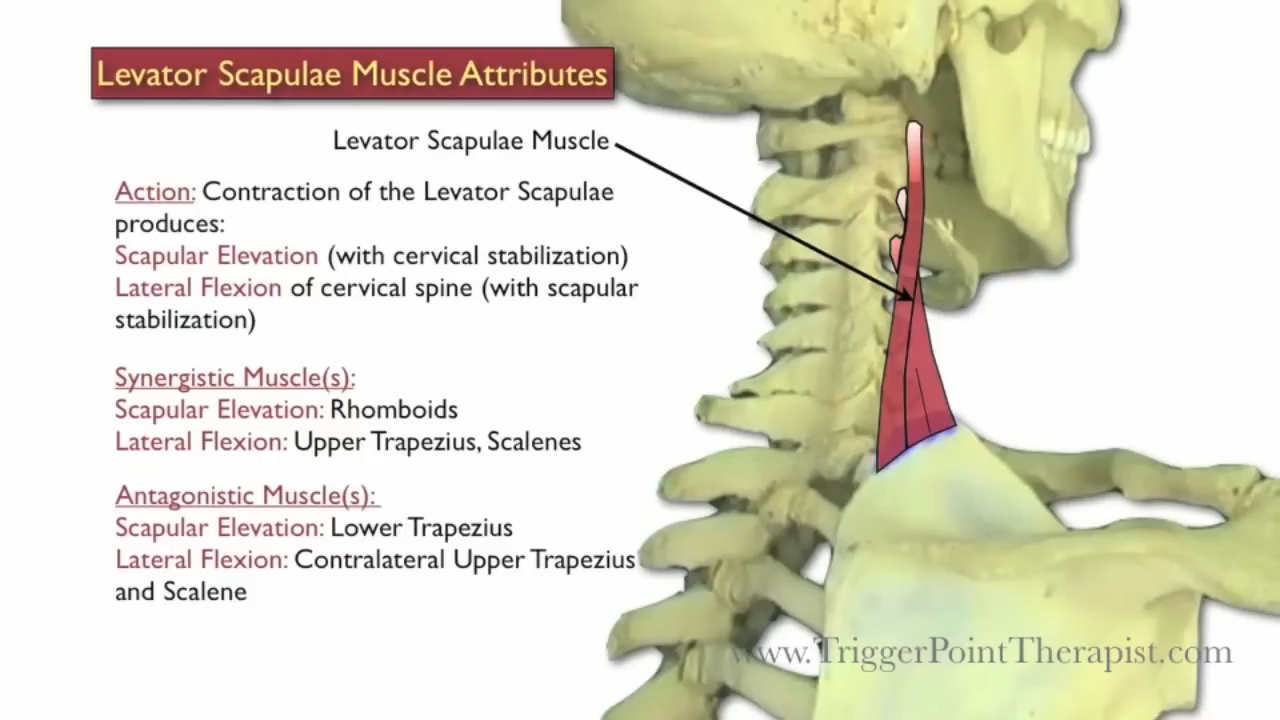 Levator Scapulae Muscle Attributes
Levator Scapulae Muscle
Action: Contraction of the Levator Scapulae
produces:
Scapular Elevation (with cervical stabilization)
Lateral Flexion of cervical spine (with scapular
stabilization)
Synergistic Muscle(s):
Scapular Elevation: Rhomboids
Lateral Flexion: Upper Trapezius, Scalenes
Antagonistic Muscle(s):
Scapular Elevation: Lower Trapezius
Lateral Flexion: Contralateral Upper Trapezius
and Scalene
www.TriggerPointTherapist.com